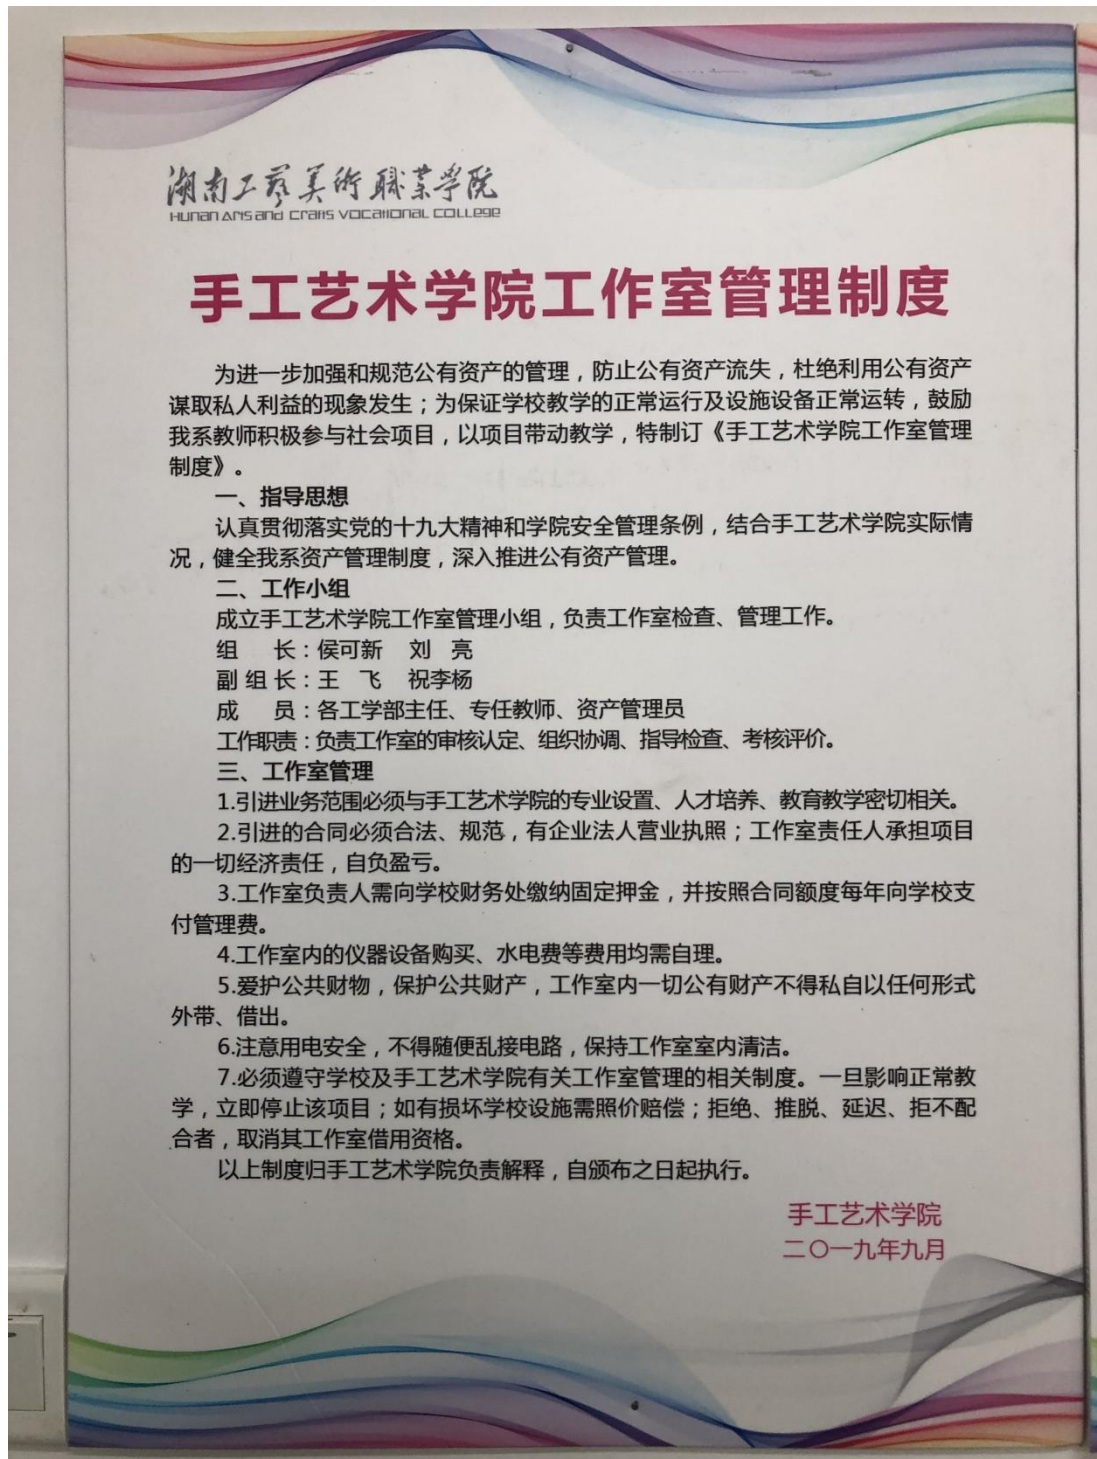 湖南工艺美術職业学院
Hunan Arts and Crafts Vocational College
手工艺术学院工作室管理制度
为进一步加强和规范公有资产的管理，防止公有资产流失，杜绝利用公有资产
谋取私人利益的现象发生；为保证学校教学的正常运行及设施设备正常运转，鼓励
我系教师积极参与社会项目，以项目带动教学，特制订《手工艺术学院工作室管理
制度》。
一、指导思想
认真贯彻落实党的十九大精神和学院安全管理条例，结合手工艺术学院实际情
况，健全我系资产管理制度，深入推进公有资产管理。
二、工作小组
成立手工艺术学院工作室管理小组，负责工作室检查、管理工作。
组 长：侯可新 刘 亮
副 组 长：王 飞 祝李杨
成 员：各工学部主任、专任教师、资产管理员
工作职责：负责工作室的审核认定、组织协调、指导检查、考核评价。
三、工作室管理
1.引进业务范围必须与手工艺术学院的专业设置、人才培养、教育教学密切相关。
2.引进的合同必须合法、规范，有企业法人营业执照；工作室责任人承担项目
的一切经济责任，自负盈亏。
3.工作室负责人需向学校财务处缴纳固定押金，并按照合同额度每年向学校支
付管理费。
4.工作室内的仪器设备购买、水电费等费用均需自理。
5.爱护公共财物，保护公共财产，工作室内一切公有财产不得私自以任何形式
外带、借出。
6.注意用电安全，不得随便乱接电路，保持工作室室内清洁。
7.必须遵守学校及手工艺术学院有关工作室管理的相关制度。一旦影响正常教
学，立即停止该项目；如有损坏学校设施需照价赔偿；拒绝、推脱、延迟、拒不配
合者，取消其工作室借用资格。
以上制度归手工艺术学院负责解释，自颁布之日起执行。
手工艺术学院
二〇一九年九月